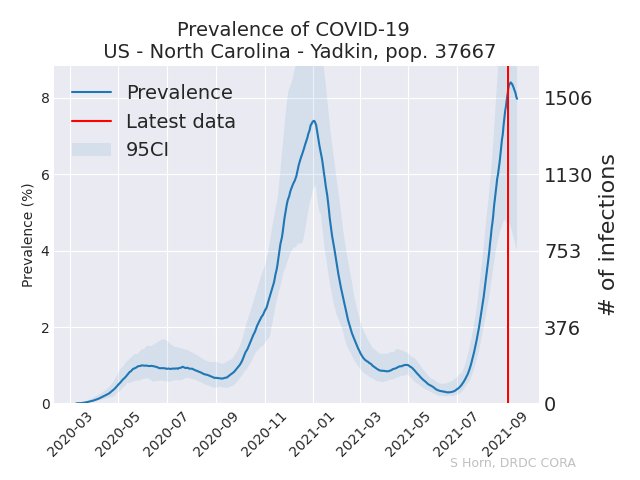 Prevalence of COVID-19
US - North Carolina - Yadkin, pop. 37667
Prevalence
Latest data
95CI
Prevalence (%)
8
6
4
2
0
1506
1130
753
376
0
# of infections
2020-03
2020-05
2020-07
2020-09
2020-11
2021-01
2021-03
2021-05
2021-07
2021-09
S Horn, DRDC CORA